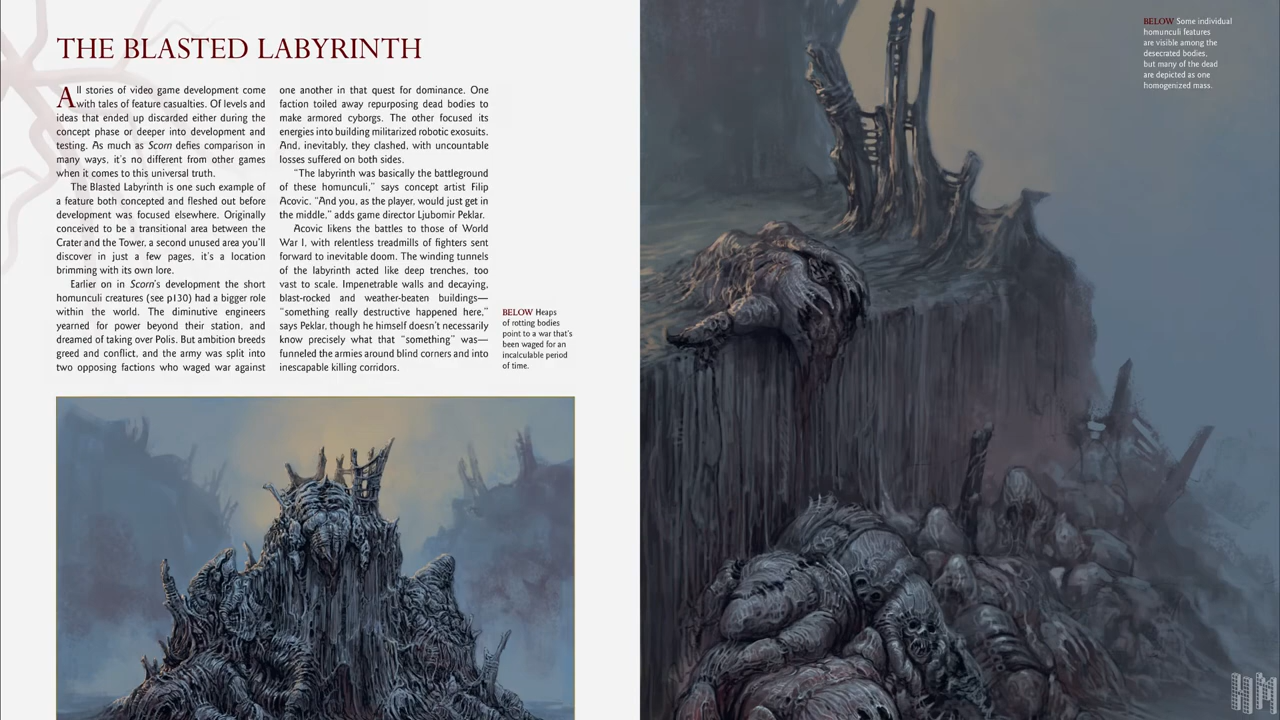 THE BLASTED LABYRINTH
All stories of video game development come
with tales of feature casualties. Of levels and
ideas that ended up discarded either during the
concept phase or deeper into development and
testing. As much as Scorn defies comparison in
many ways, it's no different from other games
when it comes to this universal truth.
The Blasted Labyrinth is one such example of
a feature both concepted and fleshed out before
development was focused elsewhere. Originally
conceived to be a transitional area between the
Crater and the Tower, a second unused area you'll
discover in just a few pages, it's a location
brimming with its own lore.
Earlier on in Scorn's development the short
homunculi creatures (see p130) had a bigger role
within the world. The diminutive engineers
yearned for power beyond their station, and
dreamed of taking over Polis. But ambition breeds
greed and conflict, and the army was split into
two opposing factions who waged war against
one another in that quest for dominance. One
faction toiled away repurposing dead bodies to
make armored cyborgs. The other focused its
energies into building militarized robotic exosuits.
And, inevitably, they clashed, with uncountable
losses suffered on both sides.
"The labyrinth was basically the battleground
of these homunculi," says concept artist Filip
Acovic. "And you, as the player, would just get in
the middle," adds game director Ljubomir Peklar.
Acovic likens the battles to those of World
War I, with relentless treadmills of fighters sent
forward to inevitable doom. The winding tunnels
of the labyrinth acted like deep trenches, too
vast to scale. Impenetrable walls and decaying,
blast-rocked and weather-beaten buildings—
"something really destructive happened here,"
says Peklar, though he himself doesn't necessarily
know precisely what that "something" was—
funneled the armies around blind corners and into
inescapable killing corridors.
BELOW Heaps
of rotting bodies
point to a war that's
been waged for an
incalculable period
of time.
BELOW Some individual
homunculi features
are visible among the
desecrated bodies,
but many of the dead
are depicted as one
homogenized mass.
HM